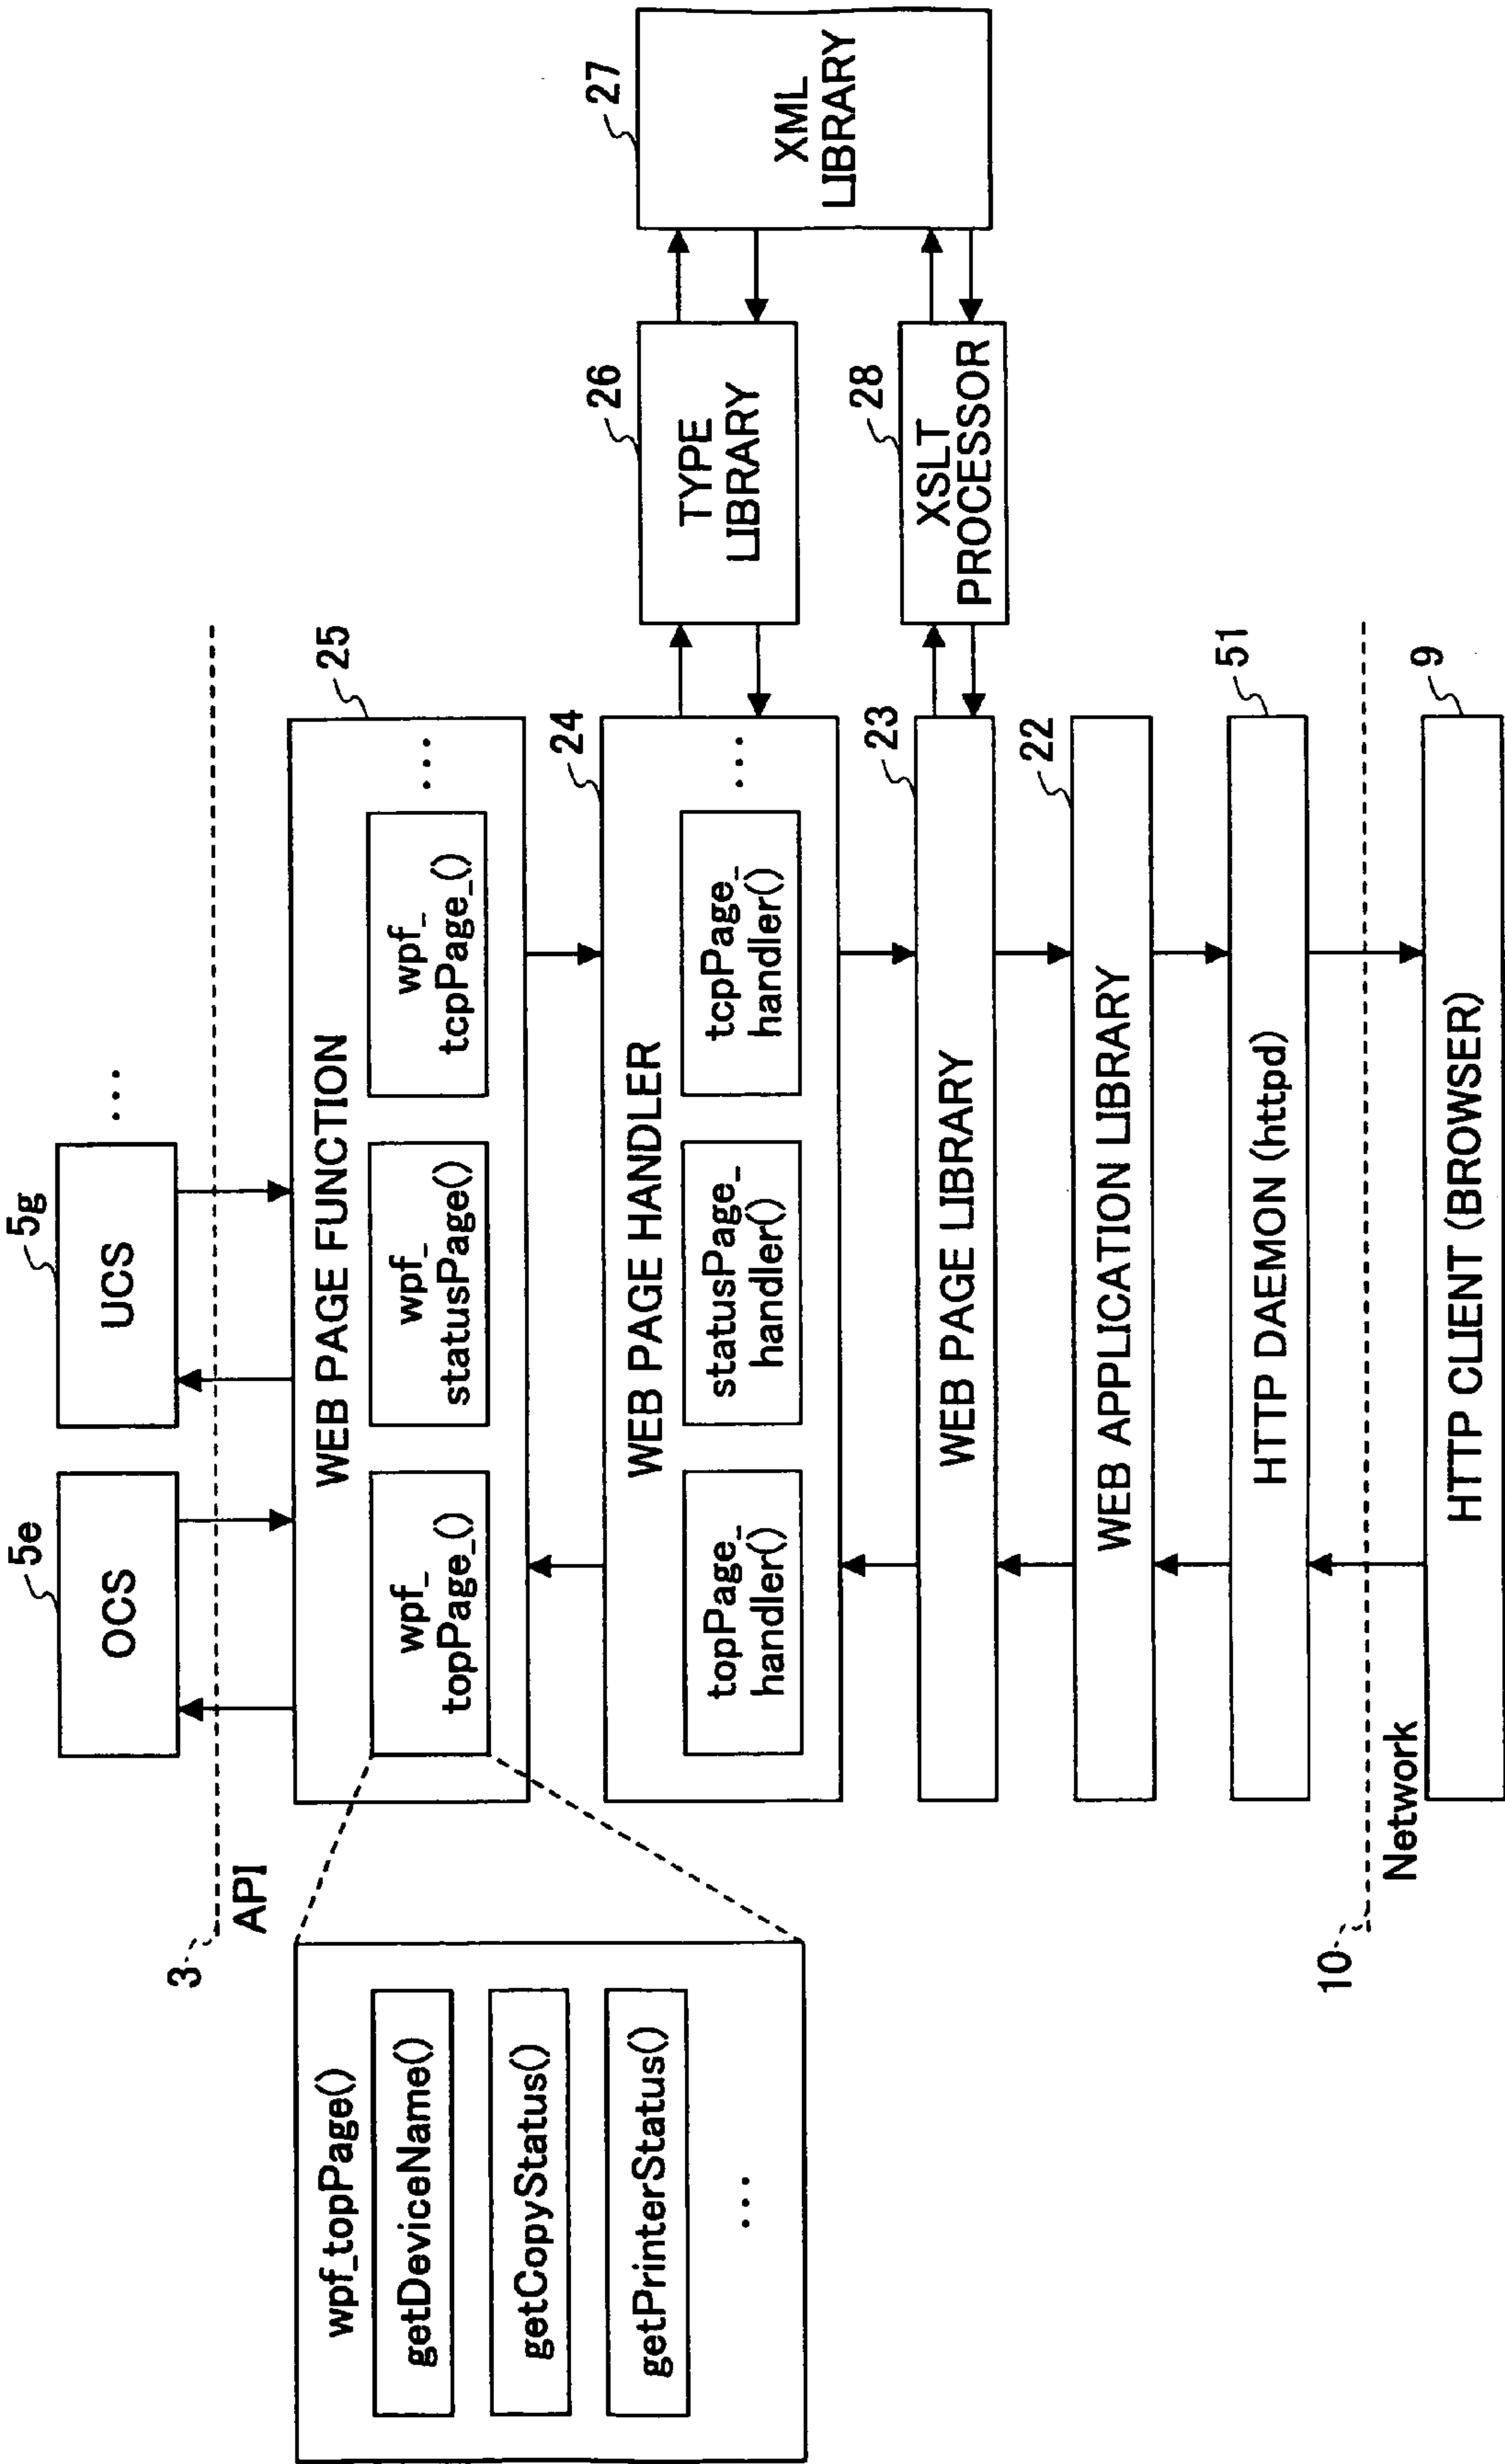 5e
OCS
5g
UCS
...
3
API
25
WEB PAGE FUNCTION
wpf_
topPage_()
wpf_
statusPage()
wpf_
tcpPage_()
...
wpf_topPage()
getDeviceName()
getCopyStatus()
getPrinterStatus()
...
24
WEB PAGE HANDLER
topPage_
handler()
statusPage_
handler()
tcpPage_
handler()
...
26
TYPE
LIBRARY
27
XML
LIBRARY
23
WEB PAGE LIBRARY
28
XSLT
PROCESSOR
22
WEB APPLICATION LIBRARY
51
HTTP DAEMON (httpd)
10
Network
9
HTTP CLIENT (BROWSER)